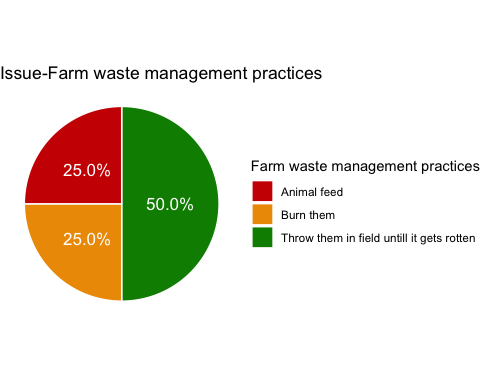 Issue-Farm waste management practices
25.0%
50.0%
25.0%
Farm waste management practices
Animal feed
Burn them
Throw them in field untill it gets rotten